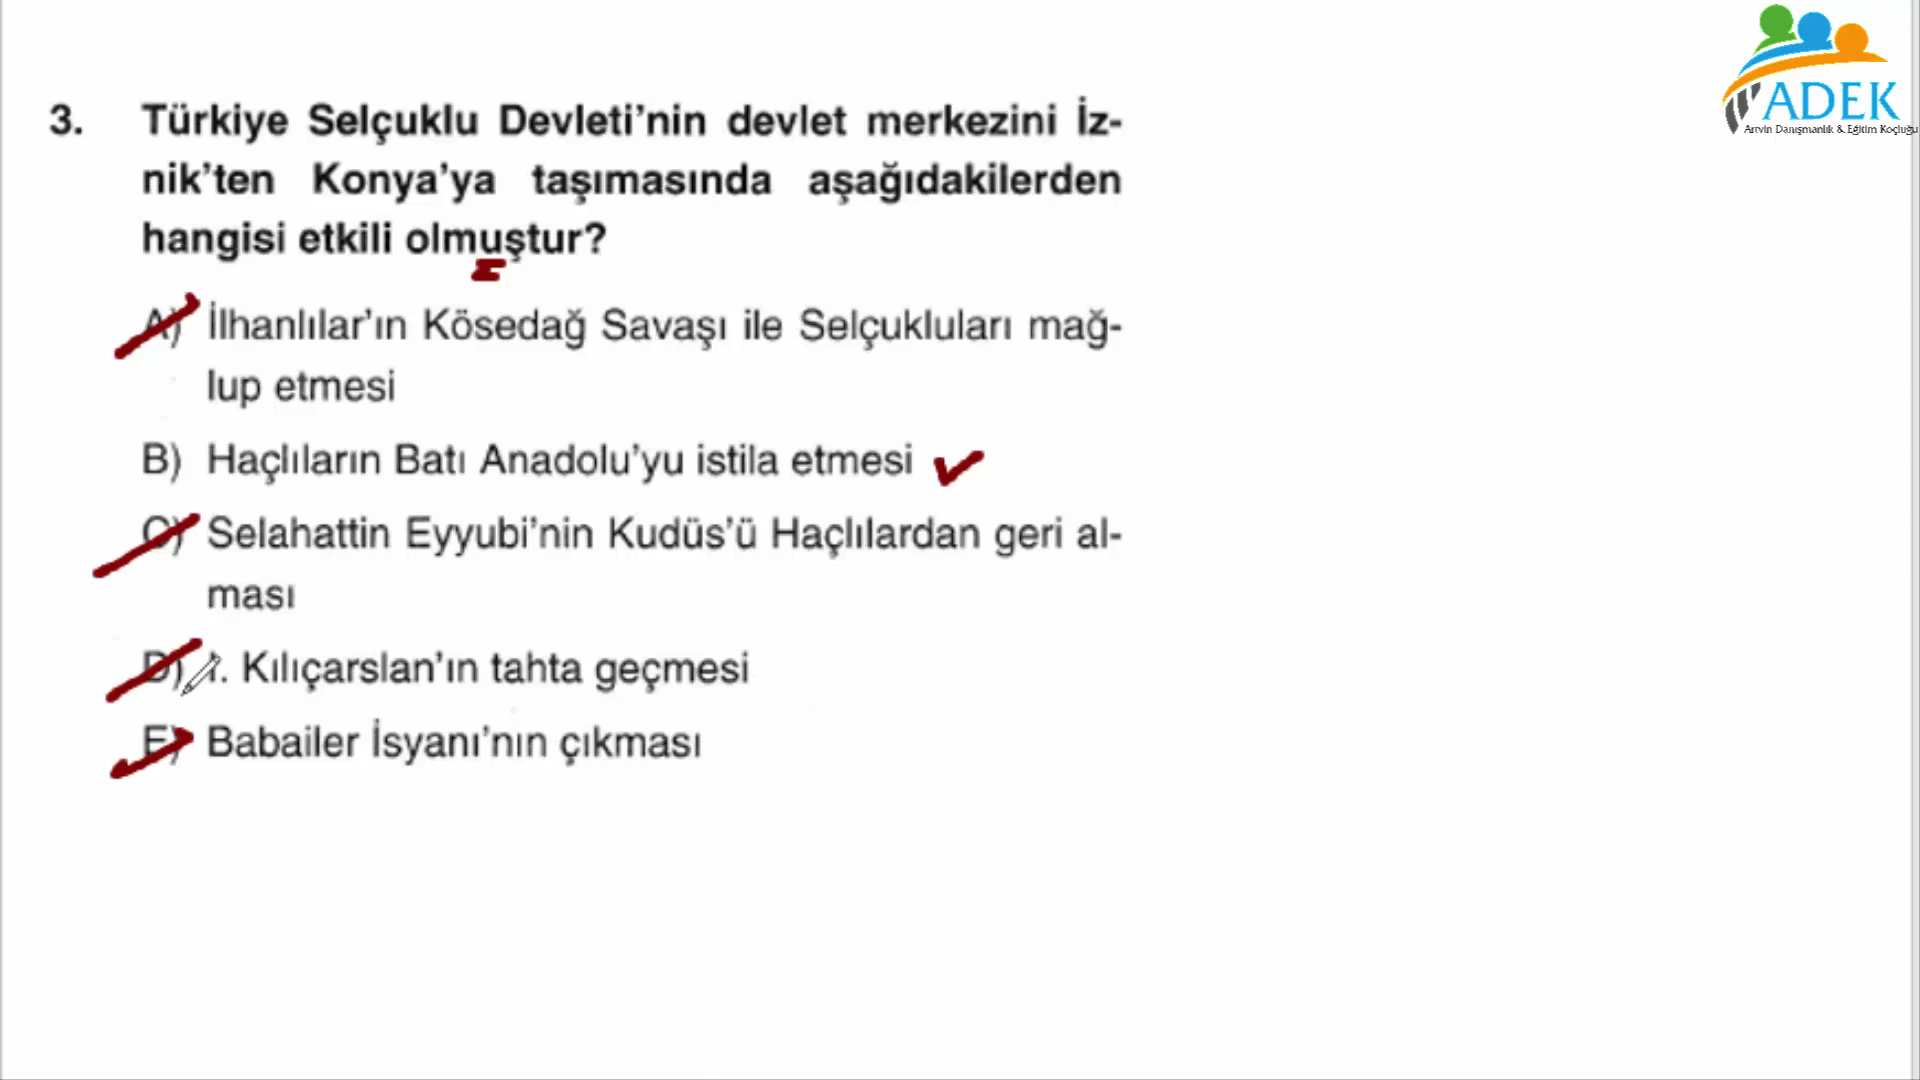 ADEK
Artvin Danışmanlık & Eğitim Koçluğu
3. Türkiye Selçuklu Devleti'nin devlet merkezini İz-
nik'ten Konya'ya taşımasında aşağıdakilerden
hangisi etkili olmuştur?
A) İlhanlılar'ın Kösedağ Savaşı ile Selçukluları mağ-
lup etmesi
B) Haçlıların Batı Anadolu'yu istila etmesi
C) Selahattin Eyyubi'nin Kudüs'ü Haçlılardan geri al-
ması
D) I. Kılıçarslan'ın tahta geçmesi
E) Babailer İsyanı'nın çıkması